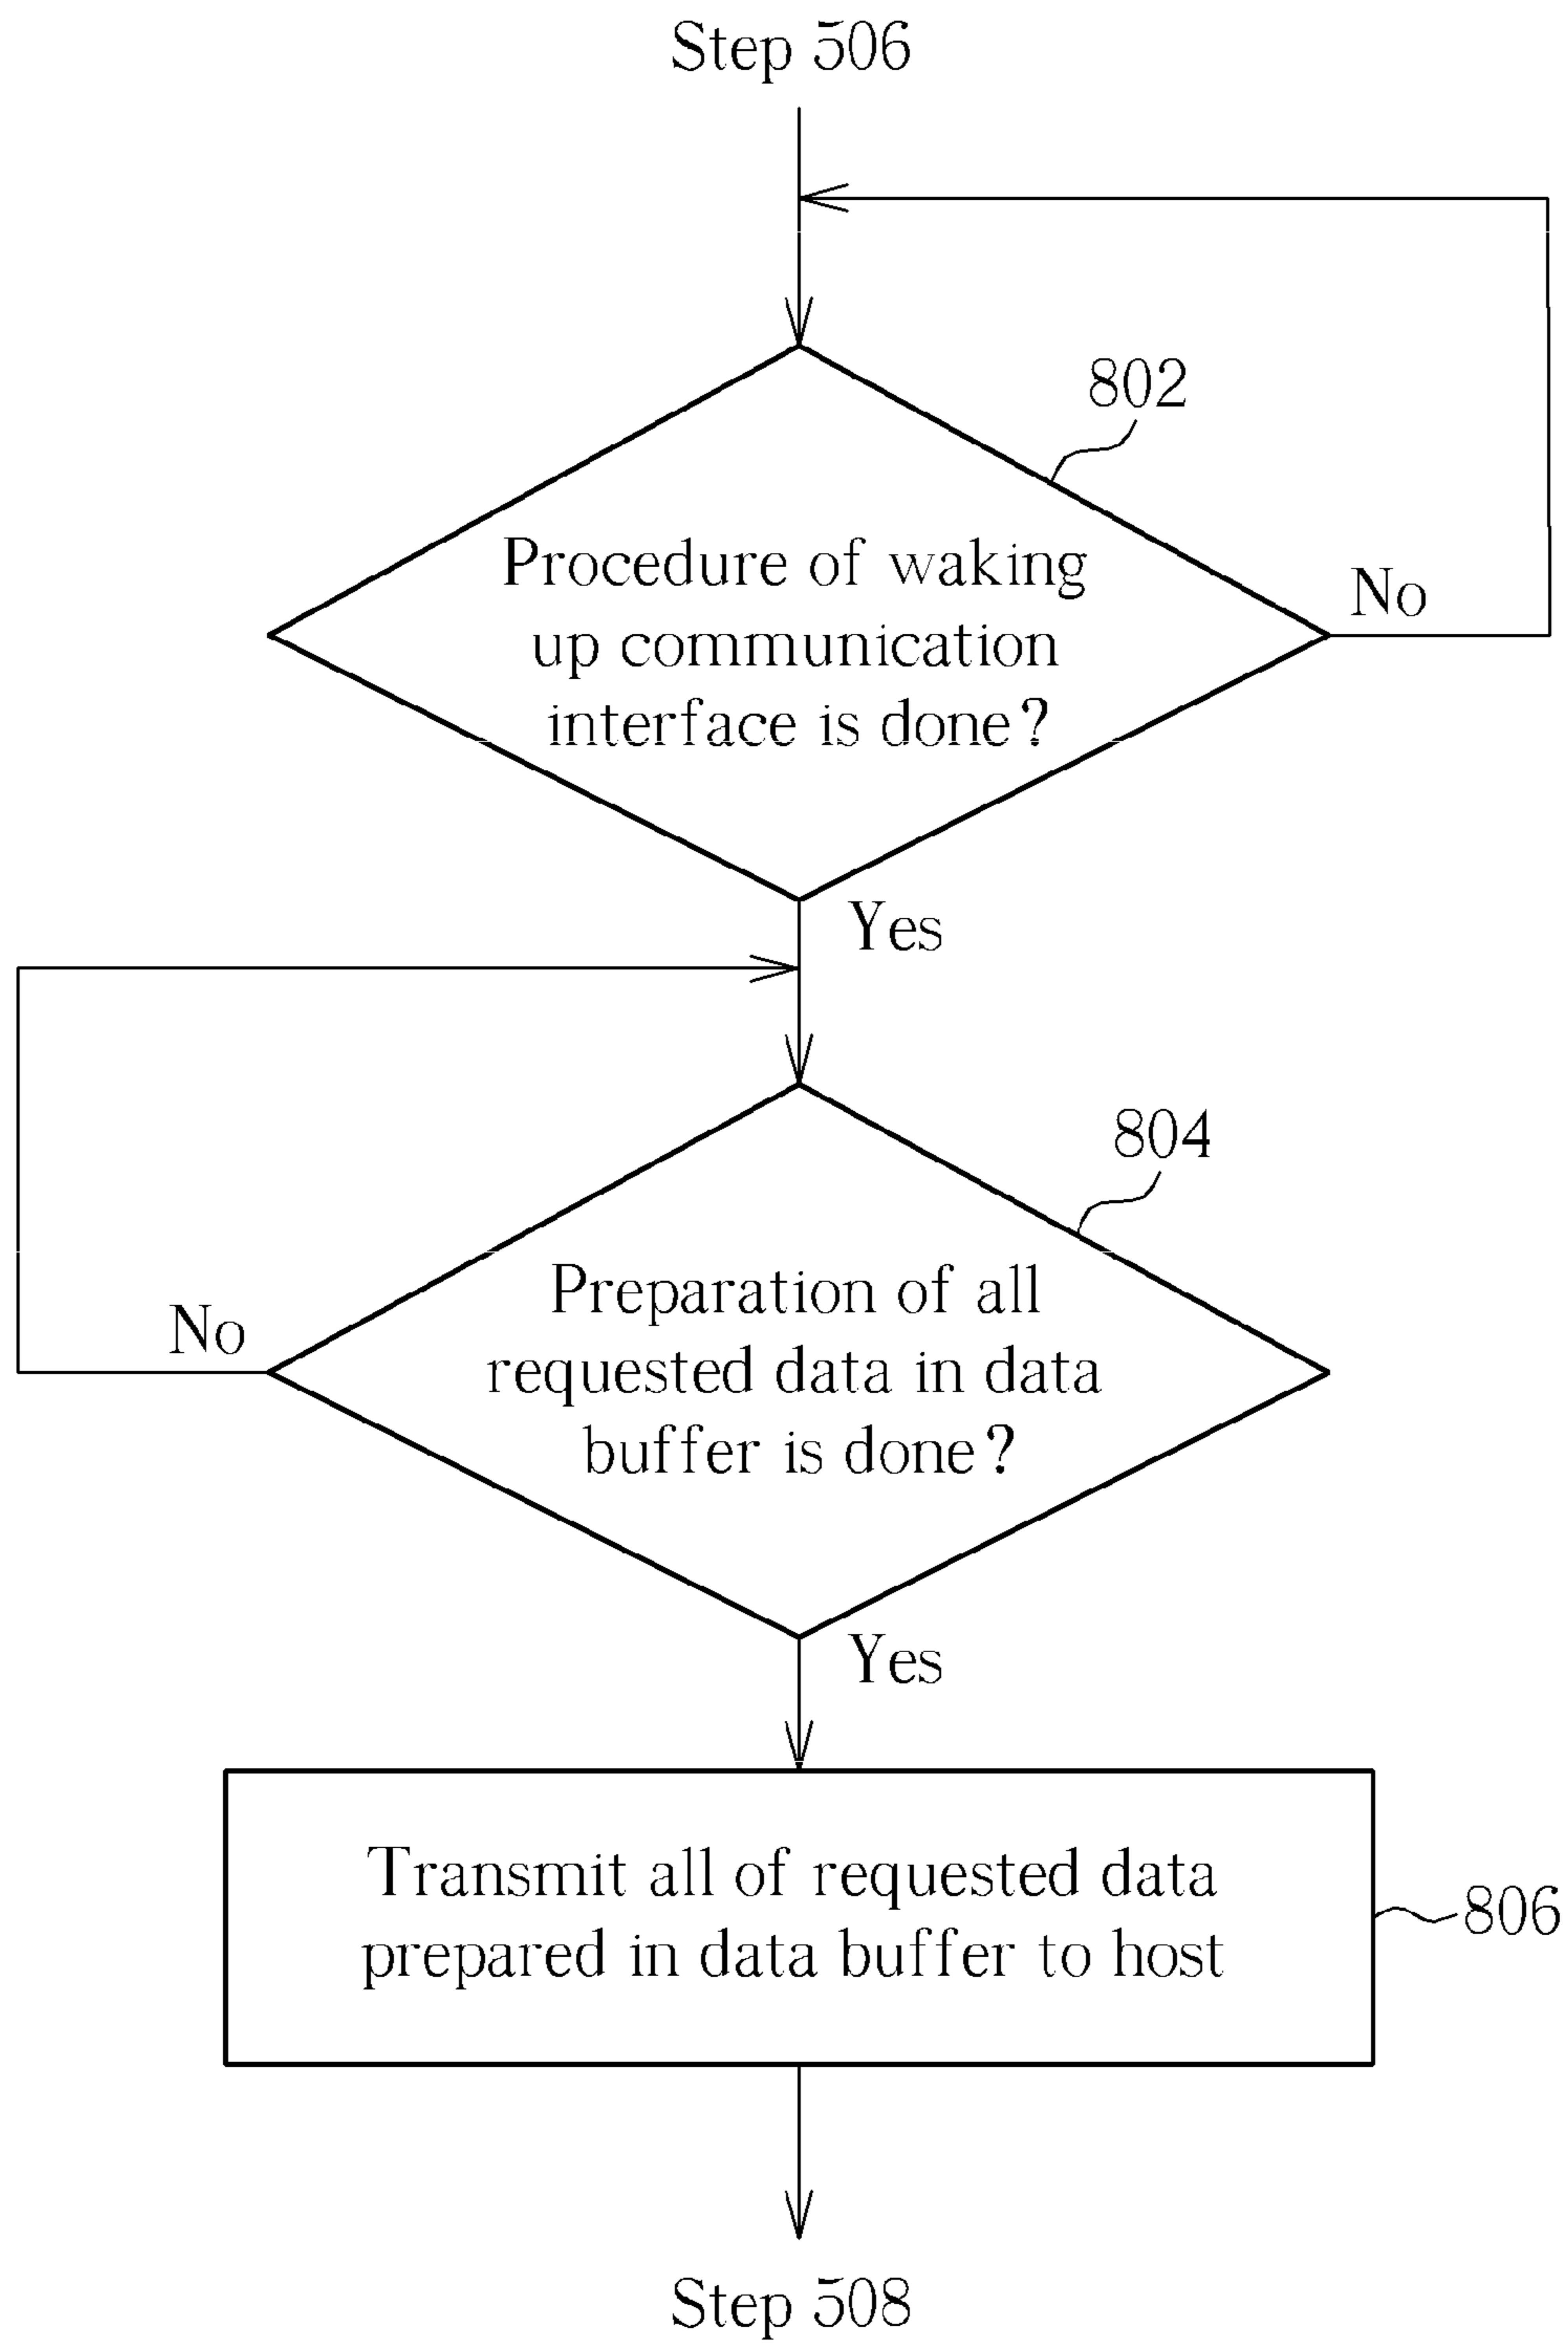 Step 506
802
Procedure of waking
up communication
interface is done?
No
Yes
804
Preparation of all
requested data in data
buffer is done?
No
Yes
Transmit all of requested data
prepared in data buffer to host
806
Step 508